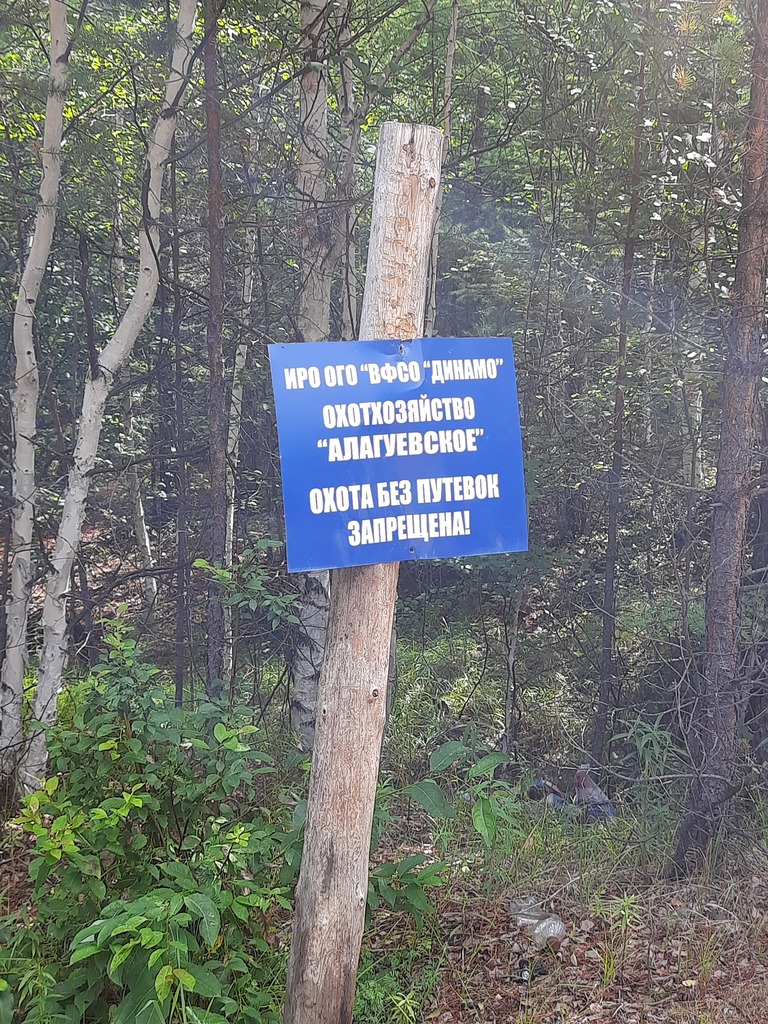 ИРО ОГО "ВФСО "ДИНАМО"
ОХОТХОЗЯЙСТВО
"АЛАГУЕВСКОЕ"
ОХОТА БЕЗ ПУТЕВОК
ЗАПРЕЩЕНА!